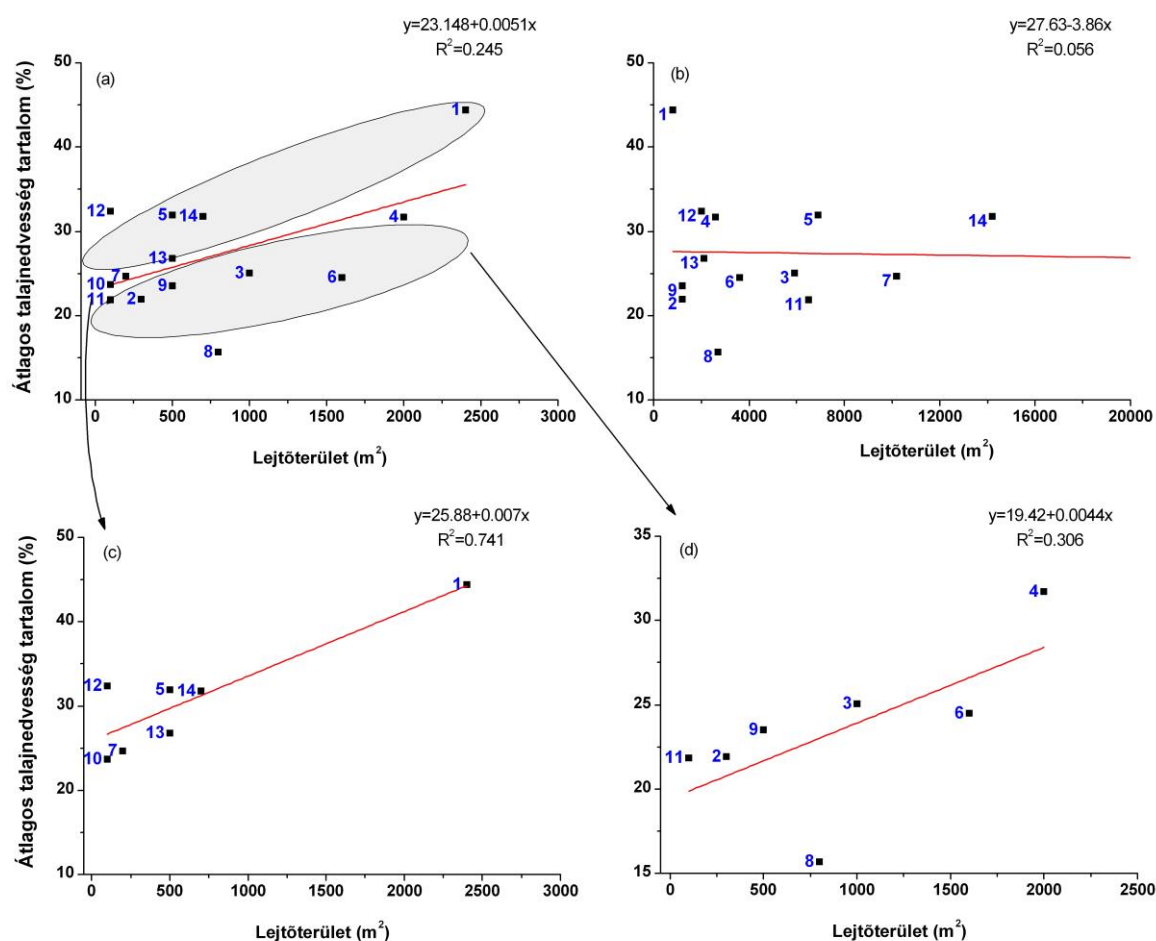 y=23.148+0.0051x
R²=0.245
y=27.63-3.86x
R²=0.056
Átlagos talajnedvesség tartalom (%)
50
40
30
20
10
(a)
1
12
5
14
4
13
7
10
3
6
9
11
2
8
0 500 1000 1500 2000 2500 3000
Lejtõterület (m²)
50
40
30
20
10
(b)
1
12
4
5
14
13
6
3
7
9
2
11
8
0 4000 8000 12000 16000 20000
Lejtõterület (m²)
y=25.88+0.007x
R²=0.741
y=19.42+0.0044x
R²=0.306
Átlagos talajnedvesség tartalom (%)
50
40
30
20
10
(c)
1
12
5
14
13
7
10
0 500 1000 1500 2000 2500 3000
Lejtõterület (m²)
35
30
25
20
15
(d)
4
3
6
9
11
2
8
0 500 1000 1500 2000 2500
Lejtõterület (m²)